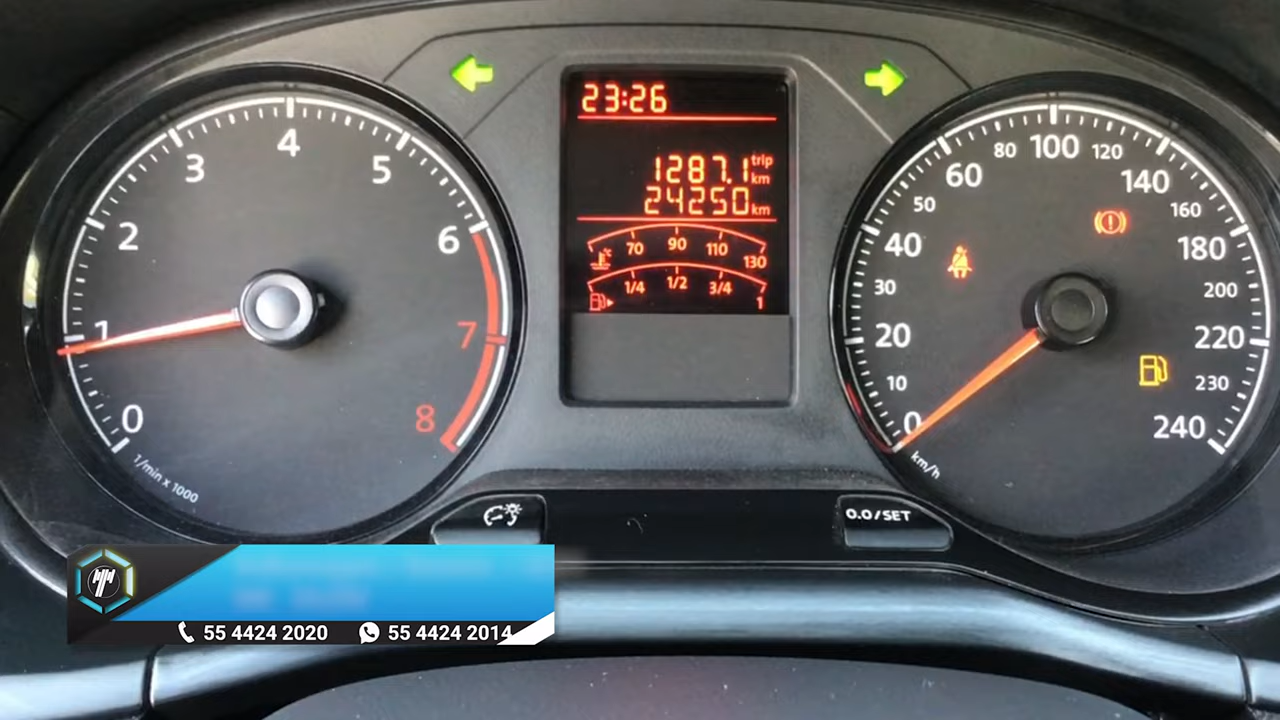 23:26
1287.1 trip km
24250 km
70 90 110 130
1/4 1/2 3/4 1
0 1 2 3 4 5 6 7 8
1/min x 1000
0 10 20 30 40 50 60 80 100 120 140 160 180 200 220 230 240
km/h
0.0/SET
55 4424 2020 55 4424 2014